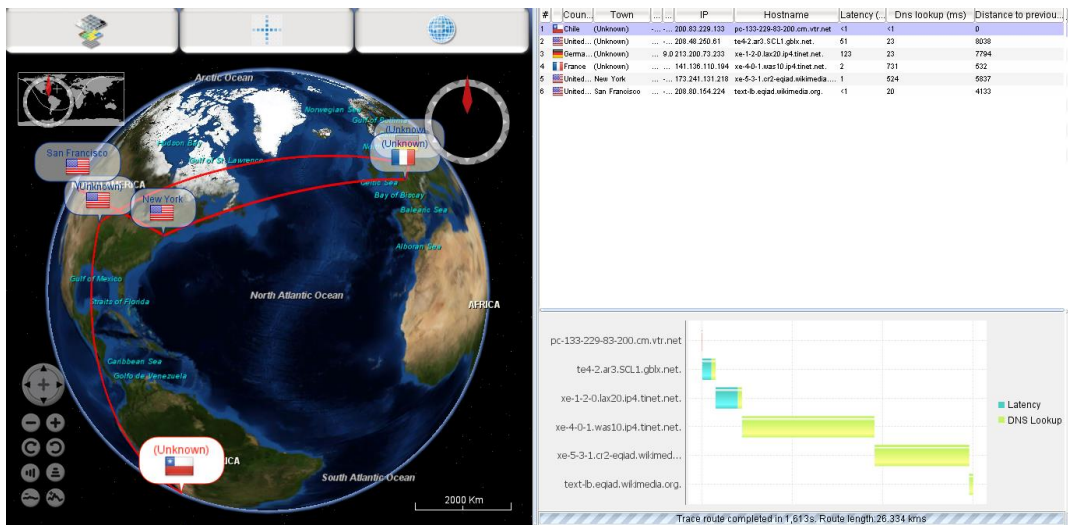 Arctic Ocean
Norwegian Sea
Gulf of Bothnia
(Unknown)
(Unknown)
Hudson Bay
Gulf of St. Lawrence
San Francisco
(Unknown)
New York
Celtic Sea
Bay of Biscay
Balearic Sea
Alboran Sea
Gulf of Mexico
Straits of Florida
North Atlantic Ocean
AFRICA
Caribbean Sea
Golfo de Venezuela
(Unknown)
South Atlantic Ocean
2000 Km
# Coun... Town ... ... IP Hostname Latency (... Dns lookup (ms) Distance to previou...
1 Chile (Unknown) -... ... 200.83.229.133 pc-133-229-83-200.cm.vtr.net <1 <1 0
2 United... (Unknown) ... ... 208.48.250.61 te4-2.ar3.SCL1.gblx.net. 61 23 8038
3 Germa... (Unknown) ... 9.0 213.200.73.233 xe-1-2-0.lax20.ip4.tinet.net. 123 23 7794
4 France (Unknown) ... ... 141.136.110.194 xe-4-0-1.was10.ip4.tinet.net. 2 731 532
5 United... New York ... -... 173.241.131.218 xe-5-3-1.cr2-eqiad.wikimedia.... 1 524 5837
6 United... San Francisco ... -... 208.80.154.224 text-lb.eqiad.wikimedia.org. <1 20 4133
pc-133-229-83-200.cm.vtr.net
te4-2.ar3.SCL1.gblx.net.
xe-1-2-0.lax20.ip4.tinet.net.
xe-4-0-1.was10.ip4.tinet.net.
xe-5-3-1.cr2-eqiad.wikimed...
text-lb.eqiad.wikimedia.org.
Latency
DNS Lookup
Trace route completed in 1,613s. Route length:26.334 kms